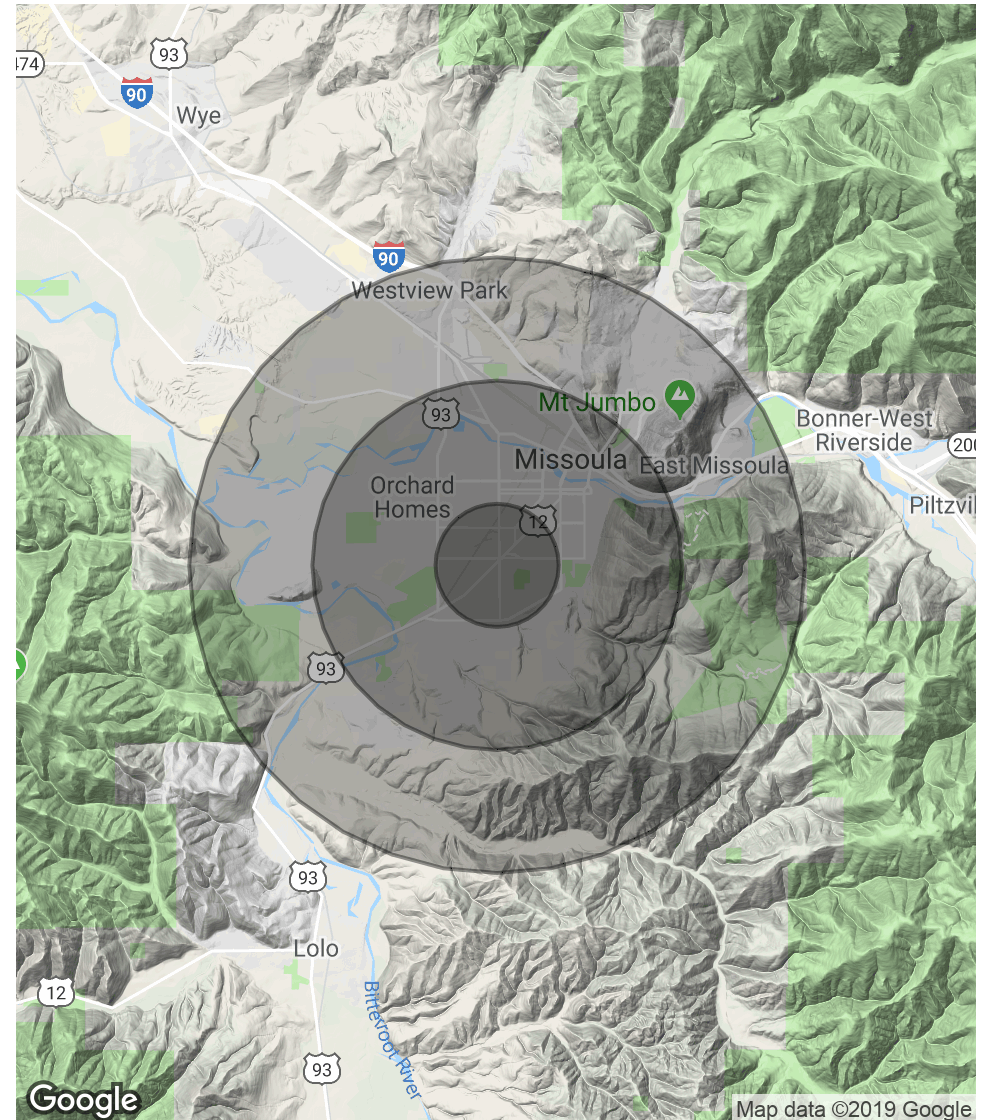 93
474
90
Wye
90
Westview Park
Mt Jumbo
93
Bonner-West
Riverside
Missoula
East Missoula
200
Orchard
Homes
12
93
93
Lolo
12
Bitterroot River
93
Google
Map data ©2019 Google